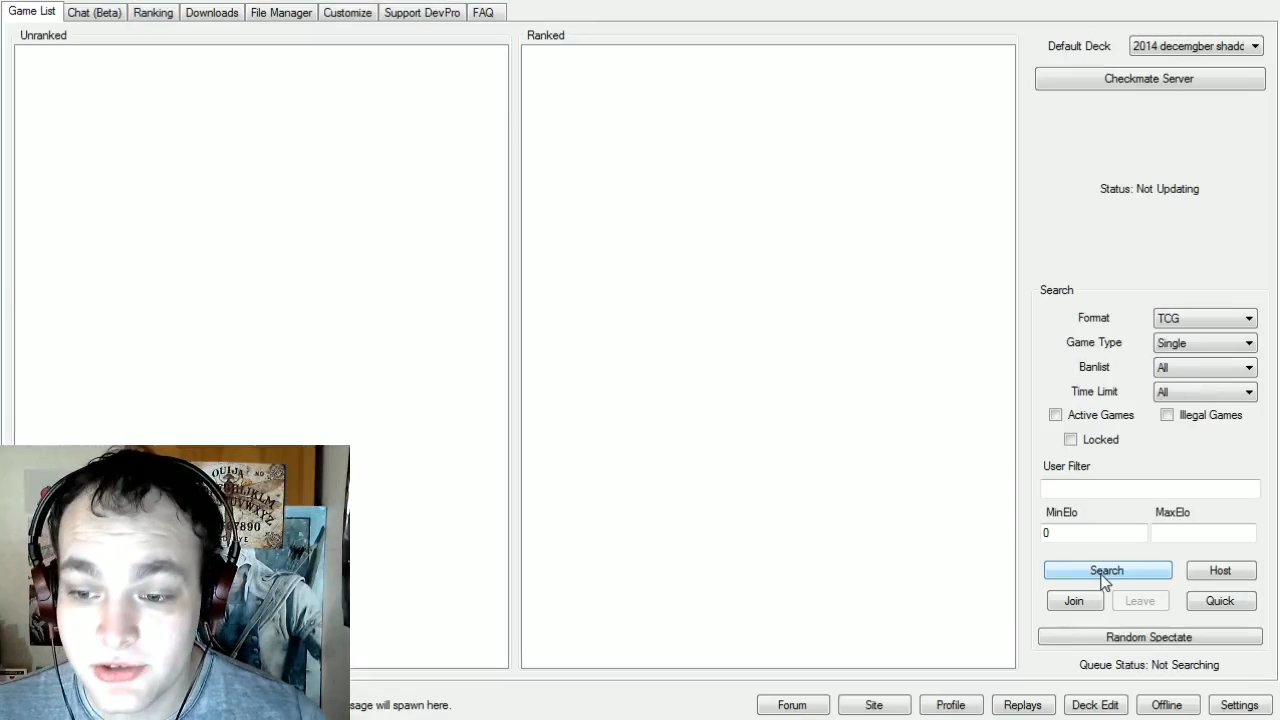 Game List
Chat (Beta)
Ranking
Downloads
File Manager
Customize
Support DevPro
FAQ
Unranked
Ranked
Default Deck
2014 decemgber shadc
Checkmate Server
Status: Not Updating
Search
Format
TCG
Game Type
Single
Banlist
All
Time Limit
All
Active Games
Illegal Games
Locked
User Filter
MinElo
MaxElo
0
Search
Host
Join
Leave
Quick
Random Spectate
Queue Status: Not Searching
sage will spawn here.
Forum
Site
Profile
Replays
Deck Edit
Offline
Settings
OUIJA
NO